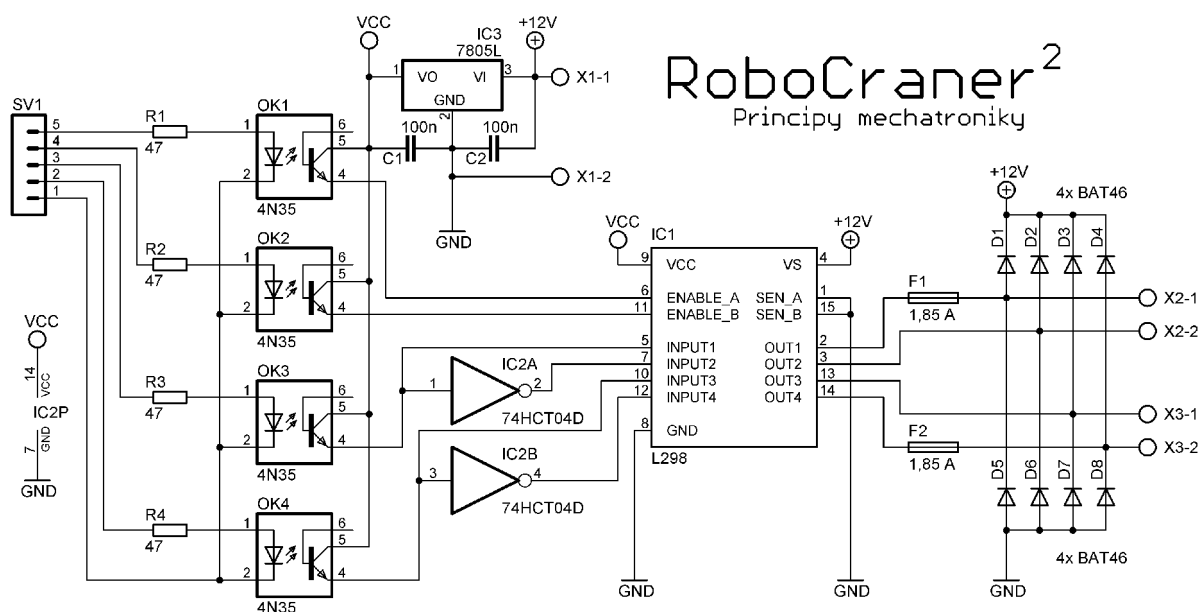 RoboCraner2
Principy mechatroniky
VCC
+12V
IC3
7805L
1
VO
VI
3
GND
2
X1-1
100n
100n
C1
C2
X1-2
GND
SV1
5
4
3
2
1
R1
47
OK1
1
2
6
5
4
4N35
R2
47
OK2
1
2
6
5
4
4N35
R3
47
OK3
1
2
6
5
4
4N35
R4
47
OK4
1
2
6
5
4
4N35
VCC
14
VCC
IC2P
GND
7
GND
IC2A
1
2
74HCT04D
IC2B
3
4
74HCT04D
VCC
IC1
+12V
9
VCC
VS
4
6
ENABLE_A
SEN_A
1
11
ENABLE_B
SEN_B
15
5
INPUT1
OUT1
2
7
INPUT2
OUT2
3
10
INPUT3
OUT3
13
12
INPUT4
OUT4
14
8
GND
L298
GND
GND
F1
1,85 A
F2
1,85 A
+12V
4x BAT46
D1
D2
D3
D4
X2-1
X2-2
X3-1
X3-2
D5
D6
D7
D8
4x BAT46
GND